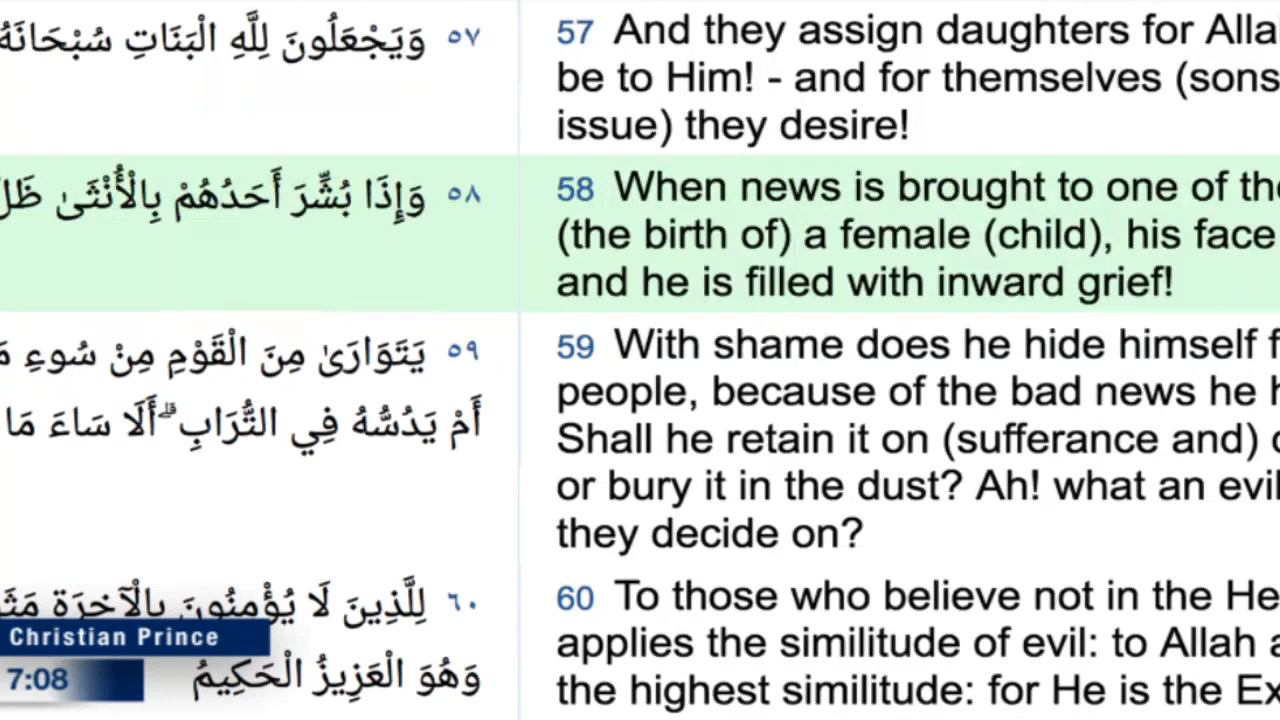 ٥٧ وَيَجْعَلُونَ لِلَّهِ الْبَنَاتِ سُبْحَانَهُ
57 And they assign daughters for Alla
be to Him! - and for themselves (sons
issue) they desire!
٥٨ وَإِذَا بُشِّرَ أَحَدُهُمْ بِالْأُنْثَىٰ ظَل
58 When news is brought to one of the
(the birth of) a female (child), his face
and he is filled with inward grief!
٥٩ يَتَوَارَىٰ مِنَ الْقَوْمِ مِنْ سُوءِ مَ
أَمْ يَدُسُّهُ فِي التُّرَابِ ۗ أَلَا سَاءَ مَا
59 With shame does he hide himself f
people, because of the bad news he h
Shall he retain it on (sufferance and) c
or bury it in the dust? Ah! what an evil
they decide on?
٦٠ لِلَّذِينَ لَا يُؤْمِنُونَ بِالْآخِرَةِ مَثَ
وَهُوَ الْعَزِيزُ الْحَكِيمُ
60 To those who believe not in the He
applies the similitude of evil: to Allah a
the highest similitude: for He is the Ex
Christian Prince
7:08